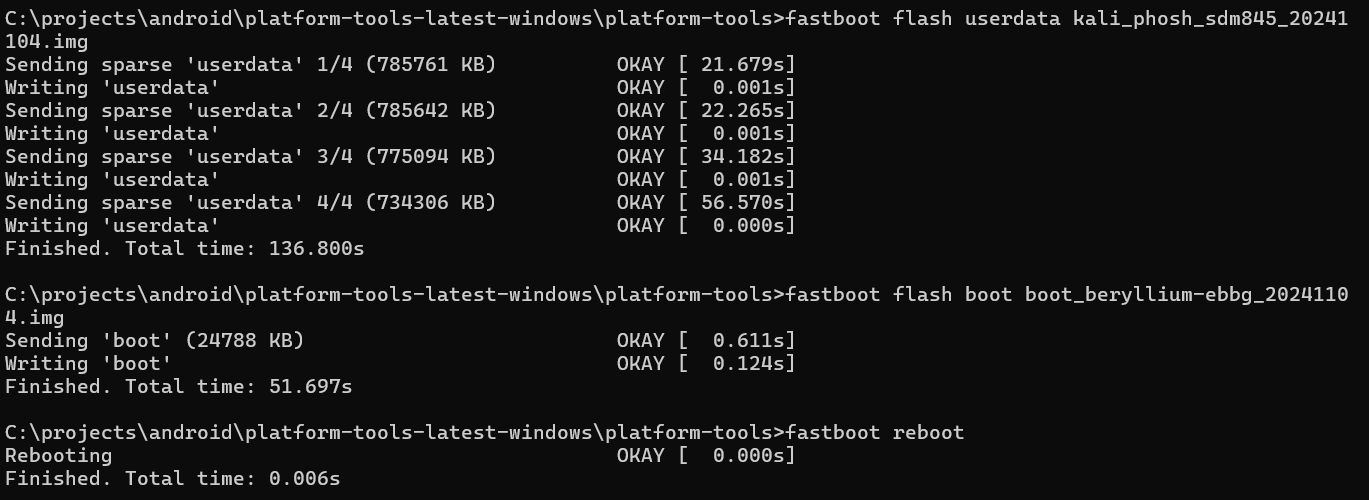 C:\projects\android\platform-tools-latest-windows\platform-tools>fastboot flash userdata kali_phosh_sdm845_20241
104.img
Sending sparse 'userdata' 1/4 (785761 KB)          OKAY [ 21.679s]
Writing 'userdata'                                 OKAY [  0.001s]
Sending sparse 'userdata' 2/4 (785642 KB)          OKAY [ 22.265s]
Writing 'userdata'                                 OKAY [  0.001s]
Sending sparse 'userdata' 3/4 (775094 KB)          OKAY [ 34.182s]
Writing 'userdata'                                 OKAY [  0.001s]
Sending sparse 'userdata' 4/4 (734306 KB)          OKAY [ 56.570s]
Writing 'userdata'                                 OKAY [  0.000s]
Finished. Total time: 136.800s

C:\projects\android\platform-tools-latest-windows\platform-tools>fastboot flash boot boot_beryllium-ebbg_2024110
4.img
Sending 'boot' (24788 KB)                          OKAY [  0.611s]
Writing 'boot'                                     OKAY [  0.124s]
Finished. Total time: 51.697s

C:\projects\android\platform-tools-latest-windows\platform-tools>fastboot reboot
Rebooting                                          OKAY [  0.000s]
Finished. Total time: 0.006s